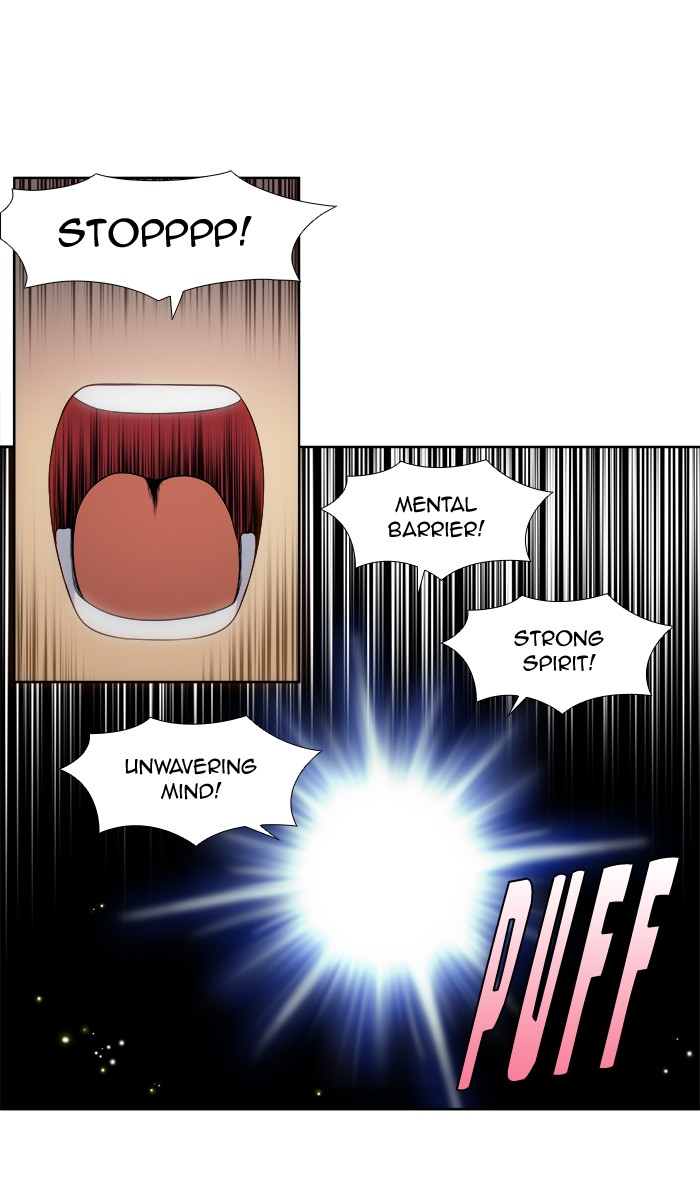 STOPPPP!
MENTAL
BARRIER!
STRONG
SPIRIT!
UNWAVERING
MIND!
PUFF